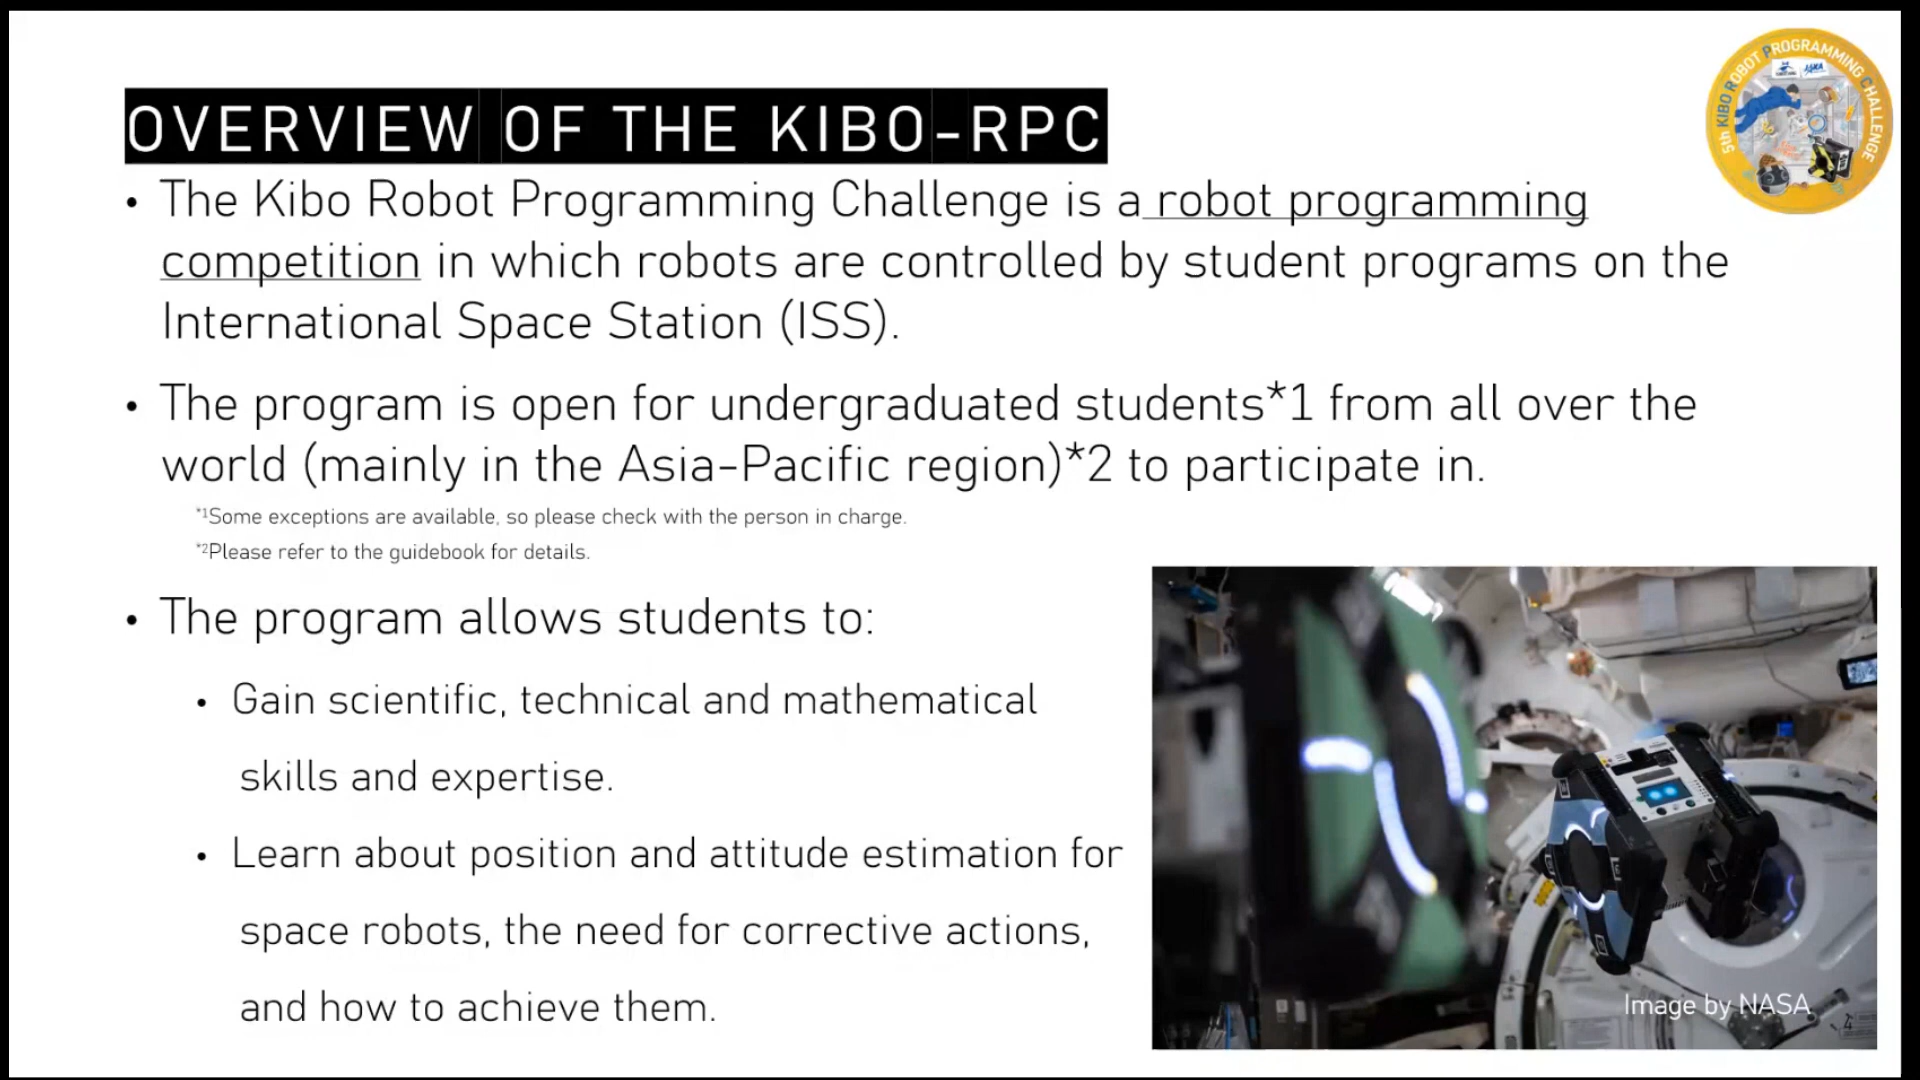 OVERVIEW OF THE KIBO-RPC
5th KIBO ROBOT PROGRAMMING CHALLENGE
• The Kibo Robot Programming Challenge is a robot programming
competition in which robots are controlled by student programs on the
International Space Station (ISS).
• The program is open for undergraduated students*1 from all over the
world (mainly in the Asia-Pacific region)*2 to participate in.
*1Some exceptions are available, so please check with the person in charge.
*2Please refer to the guidebook for details.
• The program allows students to:
• Gain scientific, technical and mathematical
skills and expertise.
• Learn about position and attitude estimation for
space robots, the need for corrective actions,
and how to achieve them.
Image by NASA